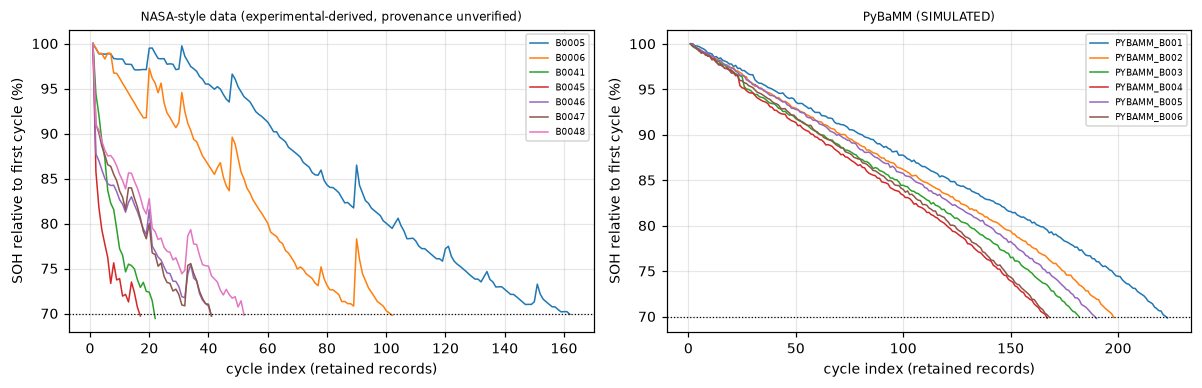 NASA-style data (experimental-derived, provenance unverified)
SOH relative to first cycle (%)
100
95
90
85
80
75
70
0
20
40
60
80
100
120
140
160
cycle index (retained records)
B0005
B0006
B0041
B0045
B0046
B0047
B0048
PyBaMM (SIMULATED)
SOH relative to first cycle (%)
100
95
90
85
80
75
70
0
50
100
150
200
cycle index (retained records)
PYBAMM_B001
PYBAMM_B002
PYBAMM_B003
PYBAMM_B004
PYBAMM_B005
PYBAMM_B006